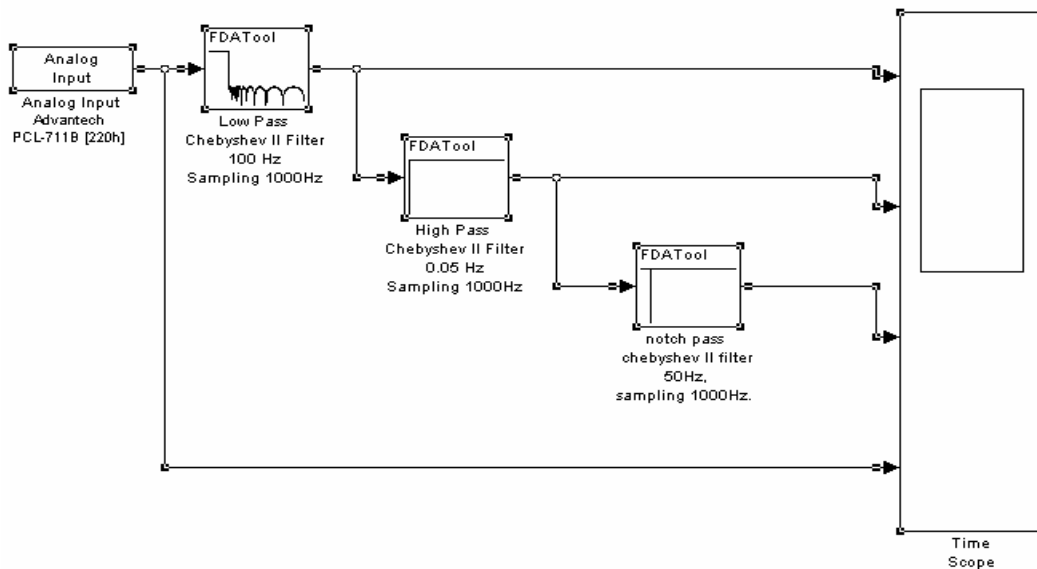 FDATool
Analog
Input
Analog Input
Advantech
PCL-711B [220h]
Low Pass
Chebyshev II Filter
100 Hz
Sampling 1000Hz
FDATool
High Pass
Chebyshev II Filter
0.05 Hz
Sampling 1000Hz
FDATool
notch pass
chebyshev II filter
50Hz,
sampling 1000Hz.
Time
Scope